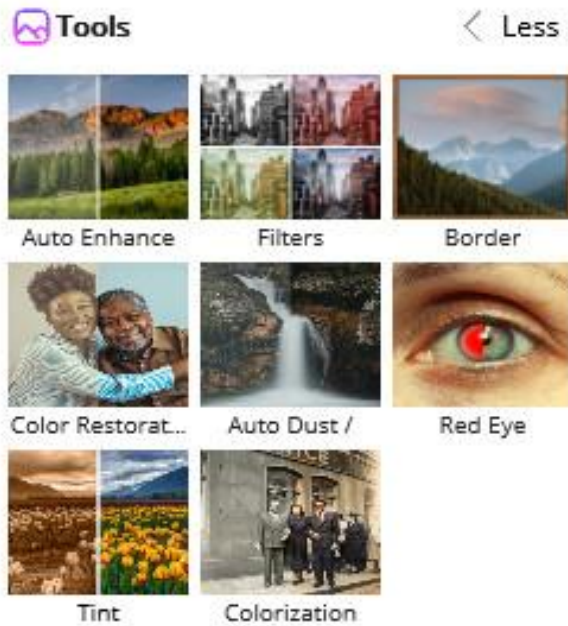 Tools
Less
Auto Enhance
Filters
Border
Color Restorat...
Auto Dust /
Red Eye
Tint
Colorization